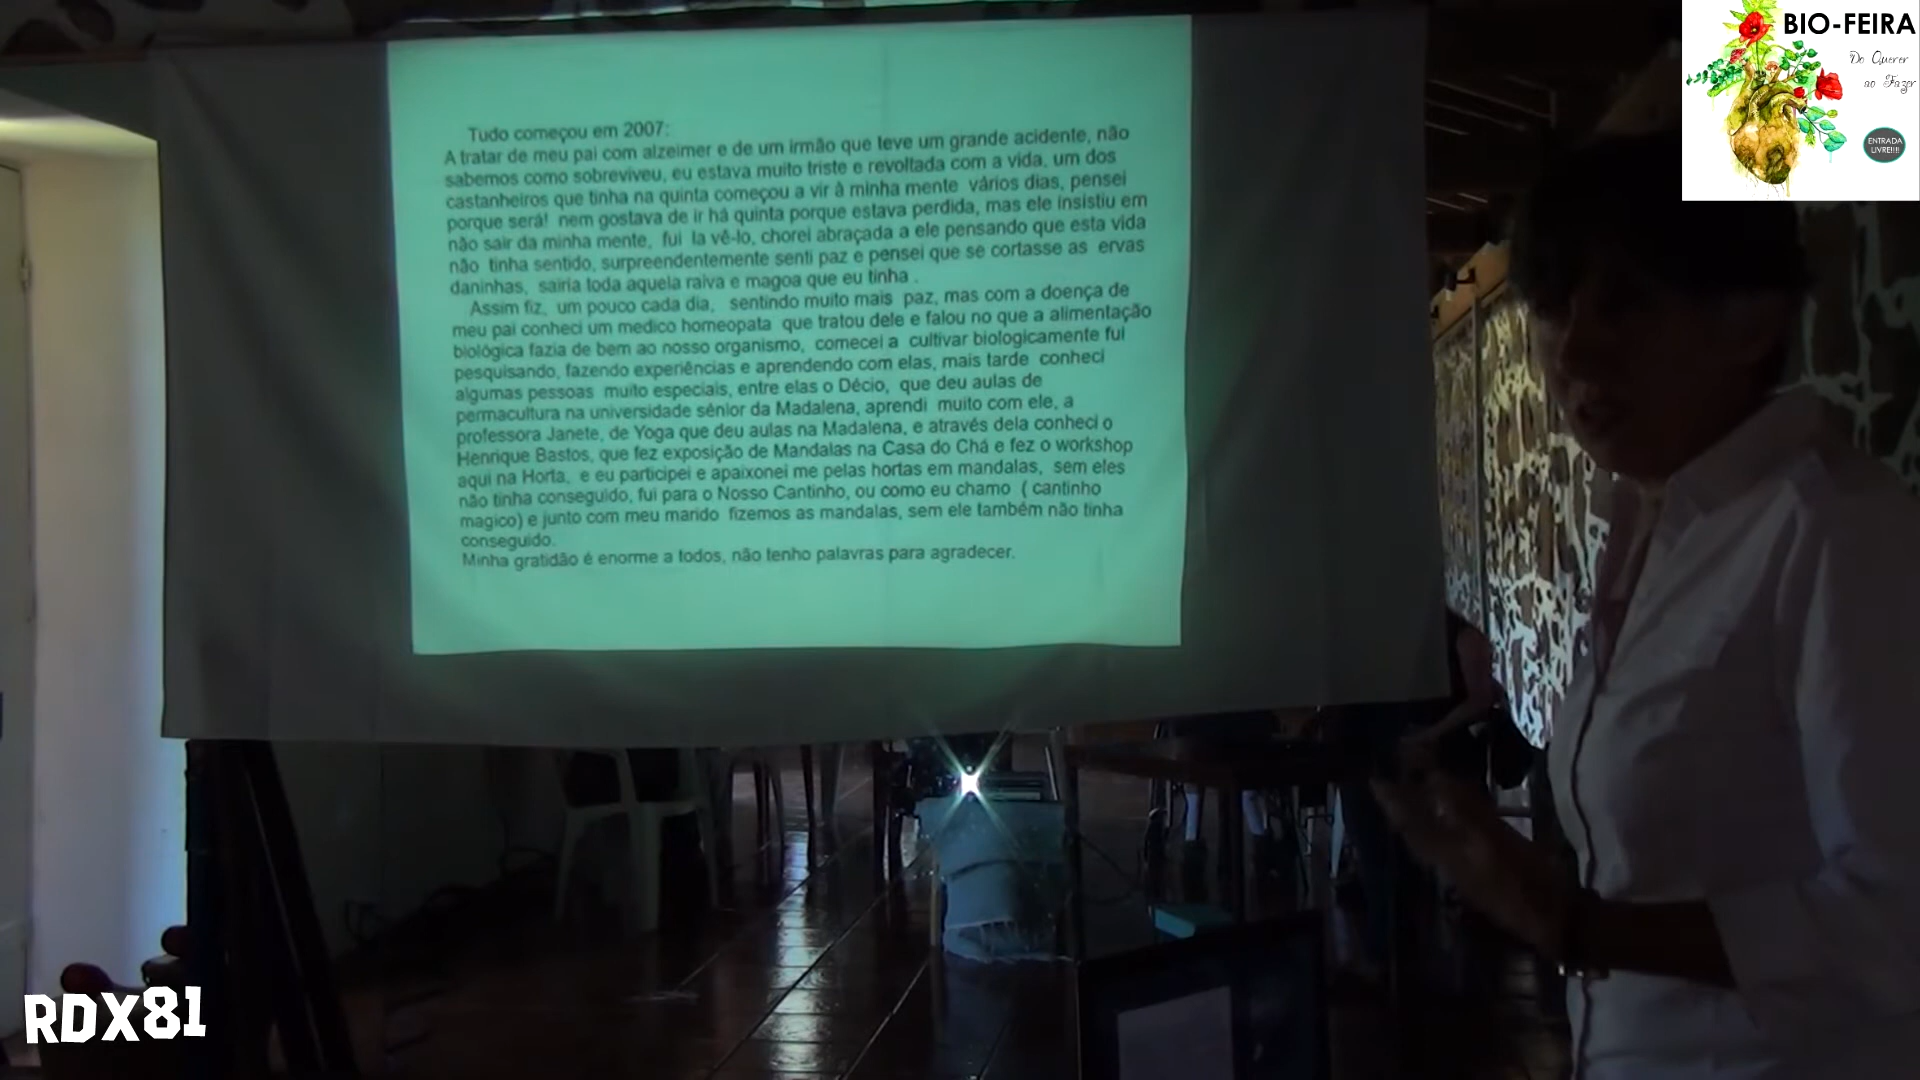 BIO-FEIRA
Do Querer
ao Fazer
ENTRADA
LIVRE!!!!
Tudo começou em 2007:
A tratar de meu pai com alzeimer e de um irmão que teve um grande acidente, não
sabemos como sobreviveu, eu estava muito triste e revoltada com a vida, um dos
castanheiros que tinha na quinta começou a vir à minha mente vários dias, pensei
porque será! nem gostava de ir há quinta porque estava perdida, mas ele insistiu em
não sair da minha mente, fui la vê-lo, chorei abraçada a ele pensando que esta vida
não tinha sentido, surpreendentemente senti paz e pensei que se cortasse as ervas
daninhas, sairia toda aquela raiva e magoa que eu tinha .
Assim fiz, um pouco cada dia, sentindo muito mais paz, mas com a doença de
meu pai conheci um medico homeopata que tratou dele e falou no que a alimentação
biológica fazia de bem ao nosso organismo, comecei a cultivar biologicamente fui
pesquisando, fazendo experiências e aprendendo com elas, mais tarde conheci
algumas pessoas muito especiais, entre elas o Décio, que deu aulas de
permacultura na universidade sênior da Madalena, aprendi muito com ele, a
professora Janete, de Yoga que deu aulas na Madalena, e através dela conheci o
Henrique Bastos, que fez exposição de Mandalas na Casa do Chá e fez o workshop
aqui na Horta, e eu participei e apaixonei me pelas hortas em mandalas, sem eles
não tinha conseguido, fui para o Nosso Cantinho, ou como eu chamo ( cantinho
magico) e junto com meu marido fizemos as mandalas, sem ele também não tinha
conseguido.
Minha gratidão é enorme a todos, não tenho palavras para agradecer.
RDX81